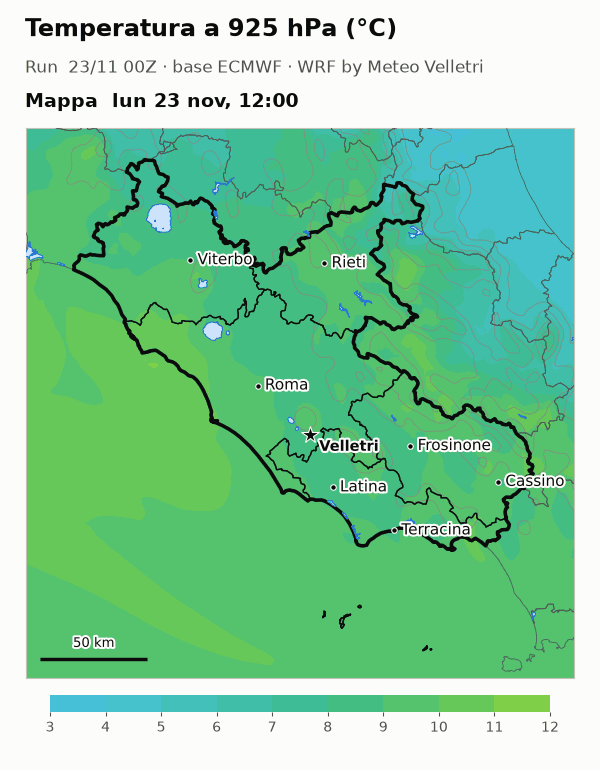 Temperatura a 925 hPa (°C)
Run  23/11 00Z · base ECMWF · WRF by Meteo Velletri
Mappa  lun 23 nov, 12:00
Viterbo
Rieti
Roma
Velletri
Frosinone
Cassino
Latina
Terracina
50 km
3 4 5 6 7 8 9 10 11 12